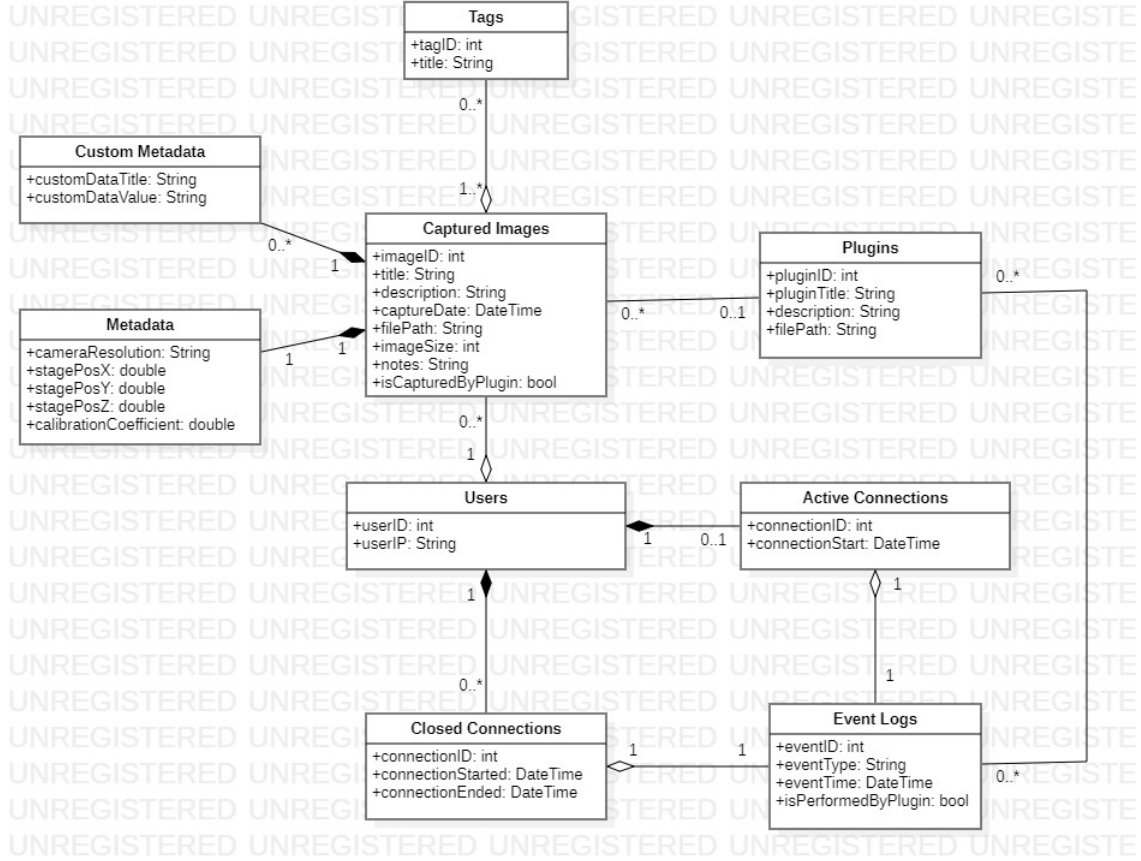 Tags
+tagID: int
+title: String
0..*
1..*
Custom Metadata
+customDataTitle: String
+customDataValue: String
0..*
1
Captured Images
+imageID: int
+title: String
+description: String
+captureDate: DateTime
+filePath: String
+imageSize: int
+notes: String
+isCapturedByPlugin: bool
Plugins
+pluginID: int
+pluginTitle: String
+description: String
+filePath: String
0..*
0..*
0..1
Metadata
+cameraResolution: String
+stagePosX: double
+stagePosY: double
+stagePosZ: double
+calibrationCoefficient: double
1
1
0..*
1
Users
+userID: int
+userIP: String
1
0..1
Active Connections
+connectionID: int
+connectionStart: DateTime
1
1
1
0..*
Closed Connections
+connectionID: int
+connectionStarted: DateTime
+connectionEnded: DateTime
1
1
Event Logs
+eventID: int
+eventType: String
+eventTime: DateTime
+isPerformedByPlugin: bool
0..*
UNREGISTERED UNREGISTERED UNREGISTERED UNREGISTERED